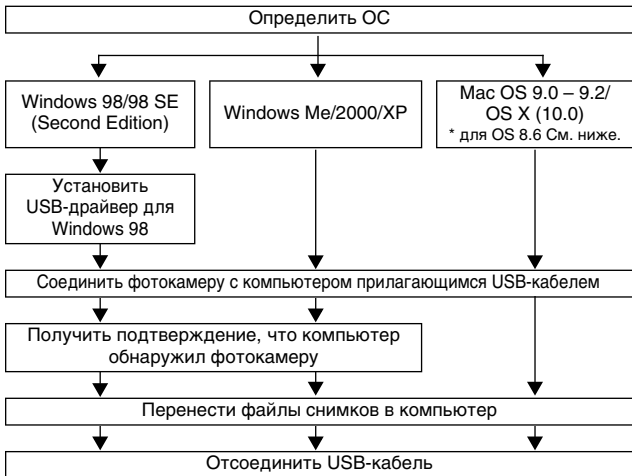 Определить ОС
Windows 98/98 SE
(Second Edition)
Windows Me/2000/XP
Mac OS 9.0 – 9.2/
OS X (10.0)
* для OS 8.6 См. ниже.
Установить
USB-драйвер для
Windows 98
Соединить фотокамеру с компьютером прилагающимся USB-кабелем
Получить подтверждение, что компьютер
обнаружил фотокамеру
Перенести файлы снимков в компьютер
Отсоединить USB-кабель